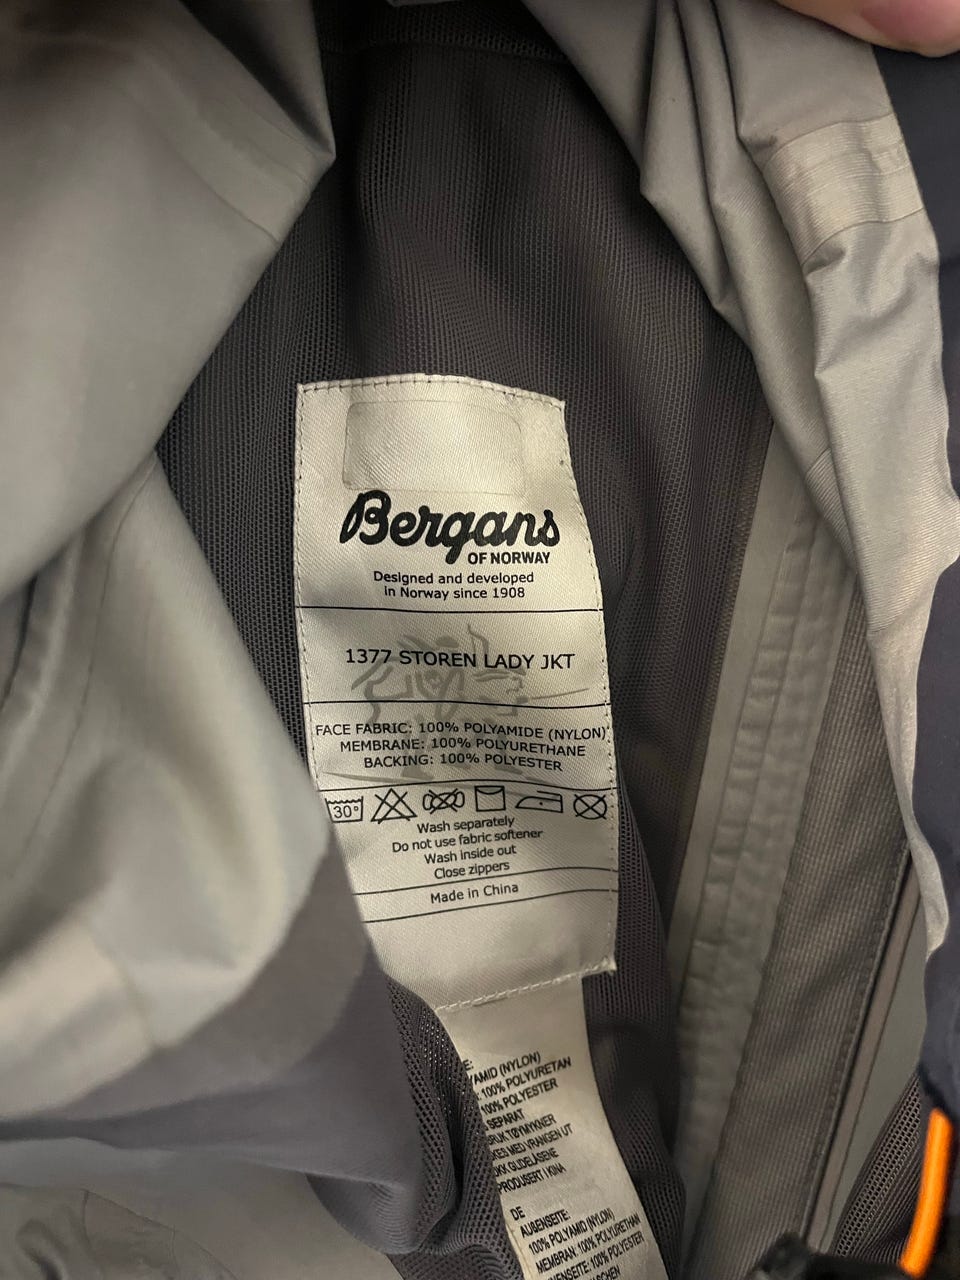 Bergans
OF NORWAY
Designed and developed
in Norway since 1908
1377 STOREN LADY JKT
FACE FABRIC: 100% POLYAMIDE (NYLON)
MEMBRANE: 100% POLYURETHANE
BACKING: 100% POLYESTER
30°
Wash separately
Do not use fabric softener
Wash inside out
Close zippers
Made in China
(NYLON)
100% POLYURETAN
100% POLYESTER
SEPARAT
TØYMYKNER
MED VRANGEN UT
GLIDELÅSENE
PRODUSERT I KINA
DE
AUßENSEITE:
100% POLYAMID (NYLON)
MEMBRAN: 100% POLYURETHAN
100% POLYESTER